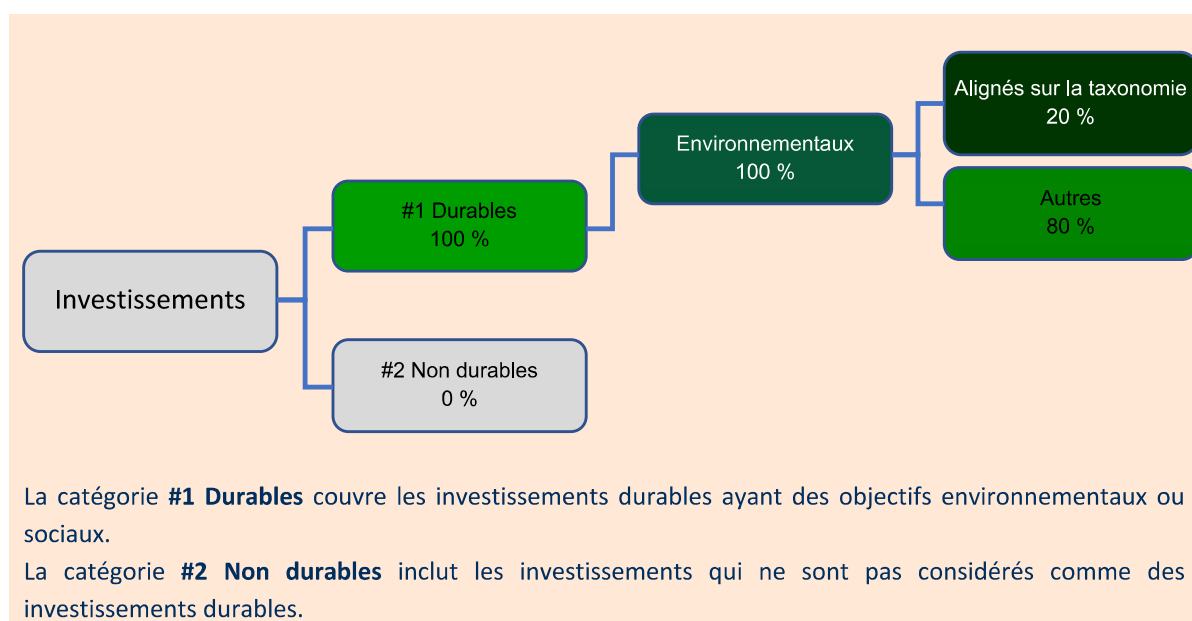 Alignés sur la taxonomie
20 %
Environnementaux
100 %
Autres
80 %
#1 Durables
100 %
Investissements
#2 Non durables
0 %
La catégorie #1 Durables couvre les investissements durables ayant des objectifs environnementaux ou
sociaux.
La catégorie #2 Non durables inclut les investissements qui ne sont pas considérés comme des
investissements durables.